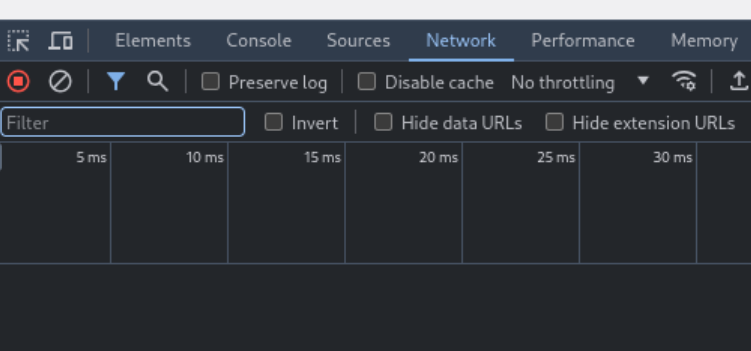 Elements Console Sources Network Performance Memory
Preserve log Disable cache No throttling
Filter Invert Hide data URLs Hide extension URLs
5 ms 10 ms 15 ms 20 ms 25 ms 30 ms